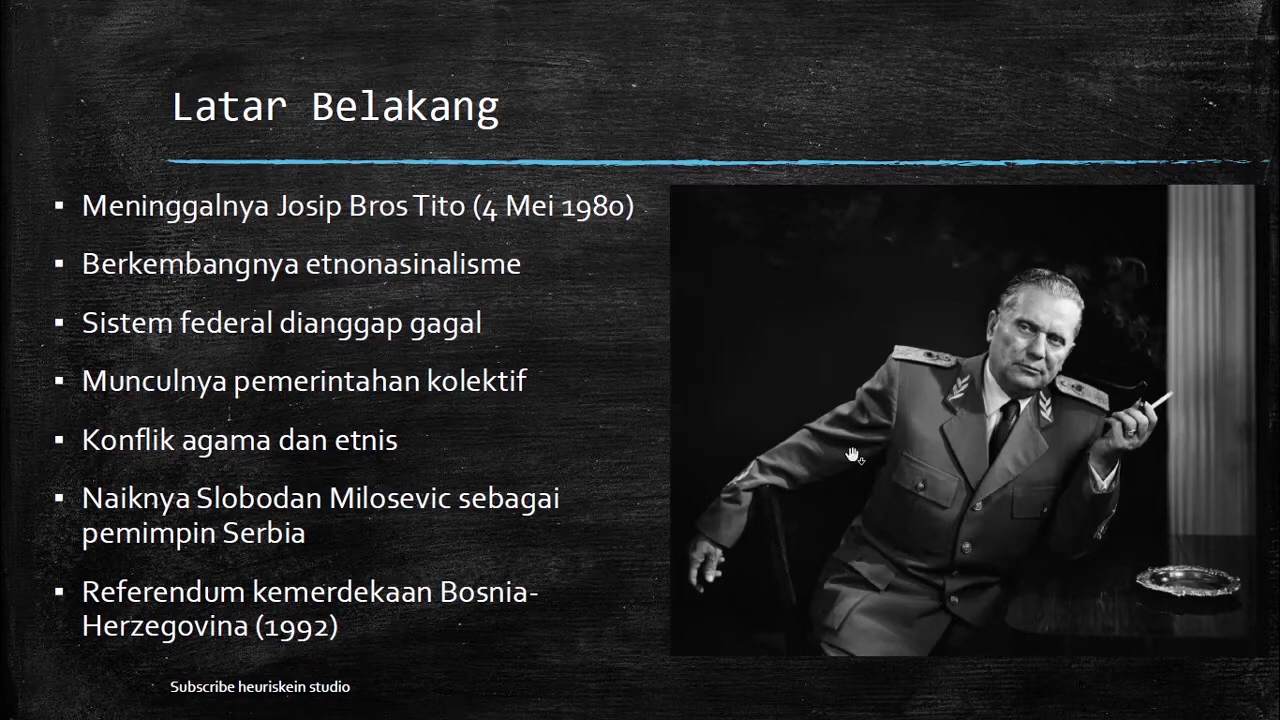 Latar Belakang
▪ Meninggalnya Josip Bros Tito (4 Mei 1980)
▪ Berkembangnya etnonasinalisme
▪ Sistem federal dianggap gagal
▪ Munculnya pemerintahan kolektif
▪ Konflik agama dan etnis
▪ Naiknya Slobodan Milosevic sebagai
pemimpin Serbia
▪ Referendum kemerdekaan Bosnia-
Herzegovina (1992)
Subscribe heuriskein studio